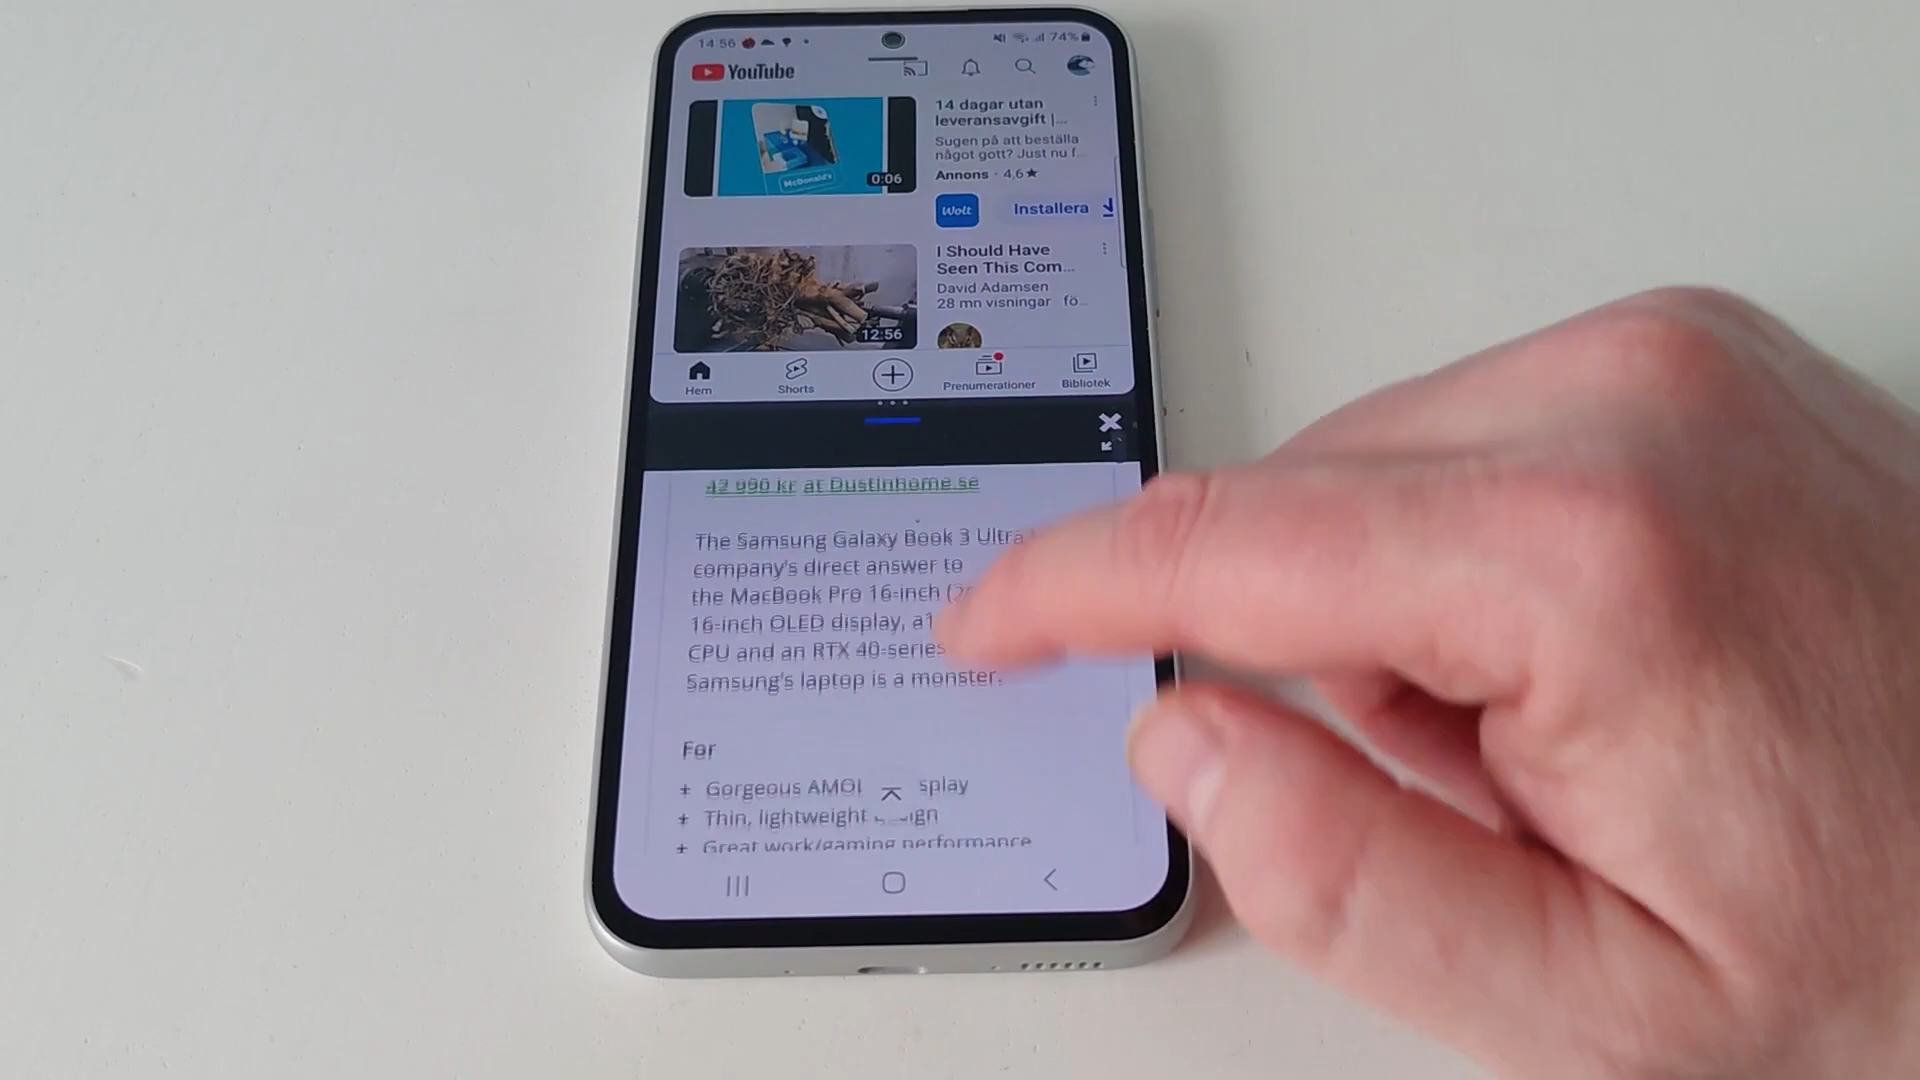 14:56
74%
YouTube
14 dagar utan
leveransavgift |...
Sugen på att beställa
något gott? Just nu f...
Annons · 4,6★
McDonald's
0:06
Wolt
Installera
I Should Have
Seen This Com...
David Adamsen
28 mn visningar fö...
12:56
Hem
Shorts
Prenumerationer
Bibliotek
42 990 kr at Dustinhome.se
The Samsung Galaxy Book 3 Ultra
company's direct answer to
the MacBook Pro 16-inch
16-inch OLED display,
CPU and an RTX 40-series
Samsung's laptop is a monster.
For
+ Gorgeous
+ Thin, lightweight
+ Great work/gaming performance